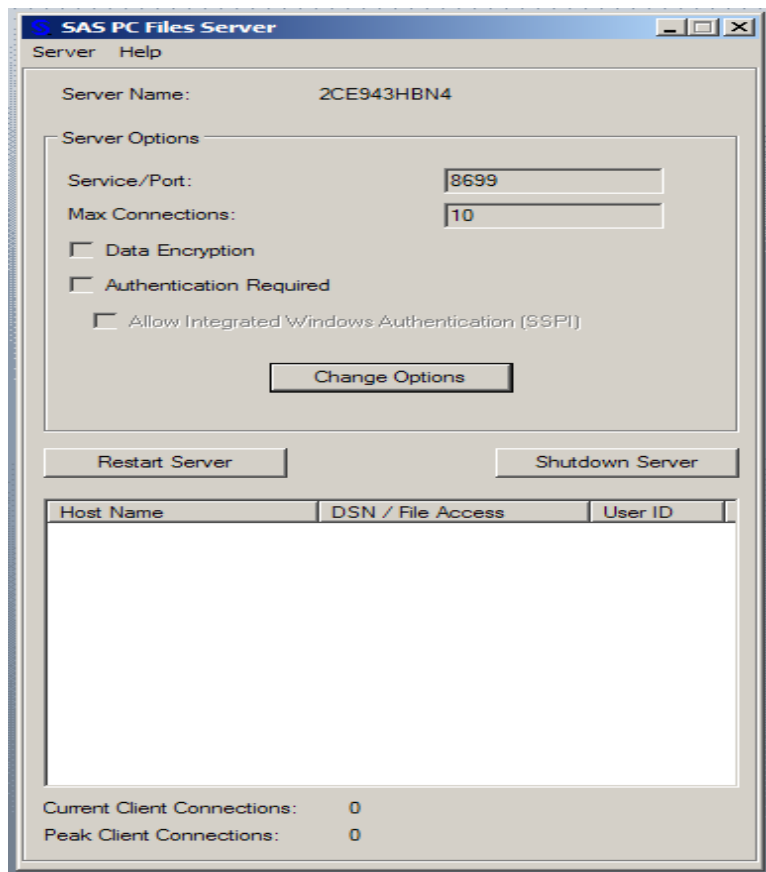 SAS PC Files Server
Server Help
Server Name: 2CE943HBN4
Server Options
Service/Port: 8699
Max Connections: 10
Data Encryption
Authentication Required
Allow Integrated Windows Authentication (SSPI)
Change Options
Restart Server Shutdown Server
Host Name DSN / File Access User ID
Current Client Connections: 0
Peak Client Connections: 0